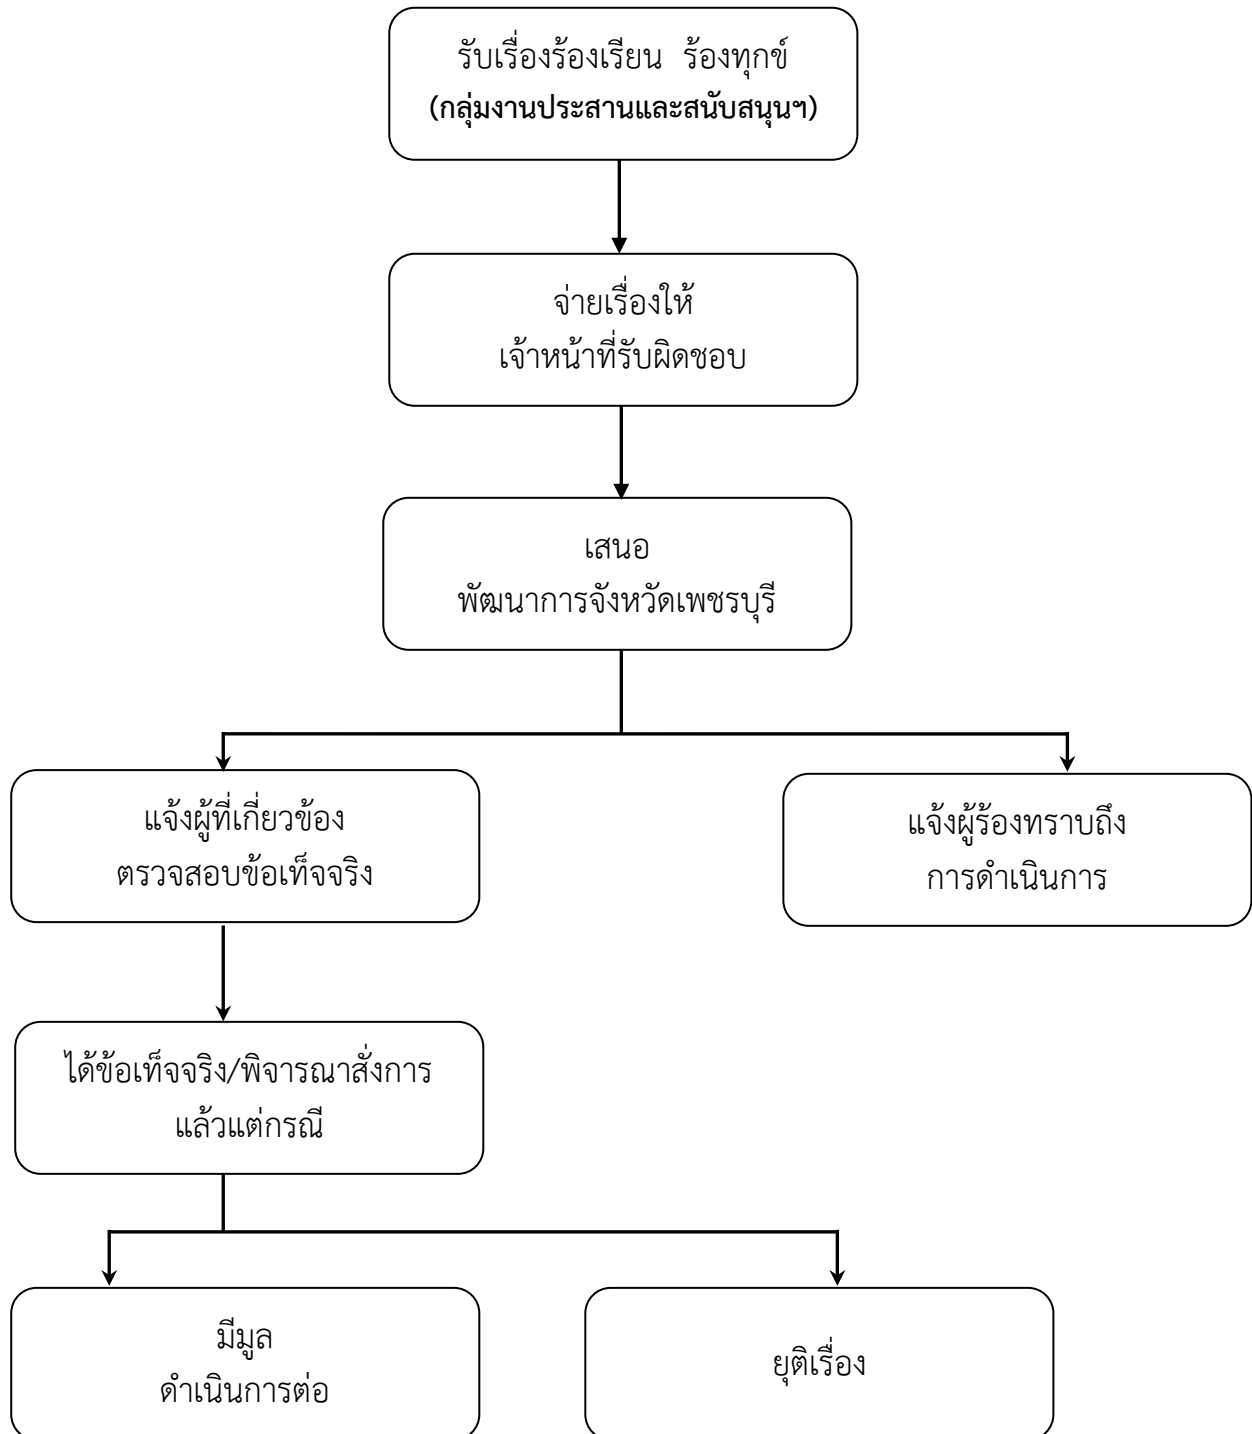 รับเรื่องร้องเรียน ร้องทุกข์
(กลุ่มงานประสานและสนับสนุนฯ)
จ่ายเรื่องให้
เจ้าหน้าที่รับผิดชอบ
เสนอ
พัฒนาการจังหวัดเพชรบุรี
แจ้งผู้ที่เกี่ยวข้อง
ตรวจสอบข้อเท็จจริง
แจ้งผู้ร้องทราบถึง
การดำเนินการ
ได้ข้อเท็จจริง/พิจารณาสั่งการ
แล้วแต่กรณี
มีมูล
ดำเนินการต่อ
ยุติเรื่อง